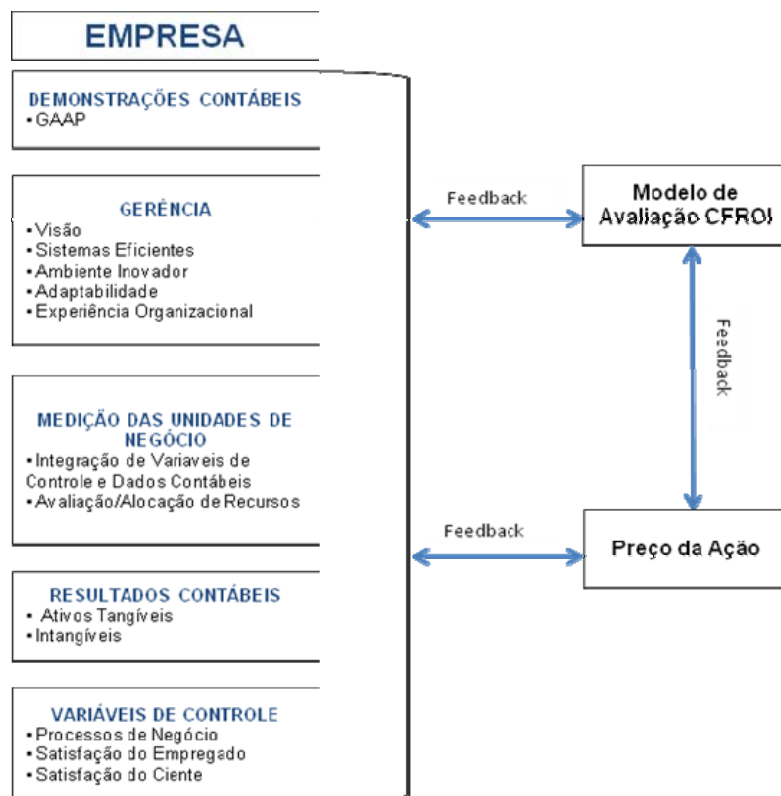 EMPRESA
DEMONSTRAÇÕES CONTÁBEIS
▪ GAAP
GERÊNCIA
▪ Visão
▪ Sistemas Eficientes
▪ Ambiente Inovador
▪ Adaptabilidade
▪ Experiência Organizacional
MEDIÇÃO DAS UNIDADES DE
NEGÓCIO
▪ Integração de Variaveis de
Controle e Dados Contábeis
▪ Avaliação/Alocação de Recursos
RESULTADOS CONTÁBEIS
▪ Ativos Tangíveis
▪ Intangíveis
VARIÁVEIS DE CONTROLE
▪ Processos de Negócio
▪ Satisfação do Empregado
▪ Satisfação do Ciente
Feedback
Modelo de
Avaliação CFROI
Feedback
Feedback
Preço da Ação